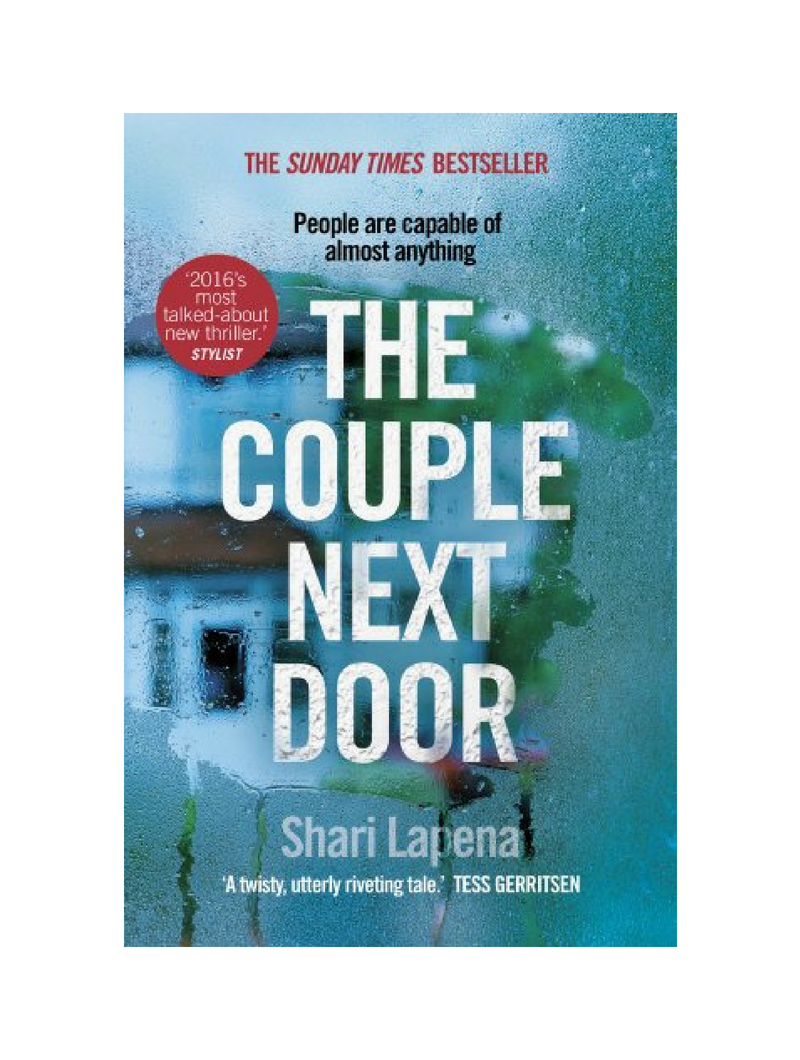 THE SUNDAY TIMES BESTSELLER
People are capable of
almost anything
‘2016’s
most
talked-about
new thriller.’
STYLIST
THE
COUPLE
NEXT
DOOR
Shari Lapena
‘A twisty, utterly riveting tale.’ TESS GERRITSEN